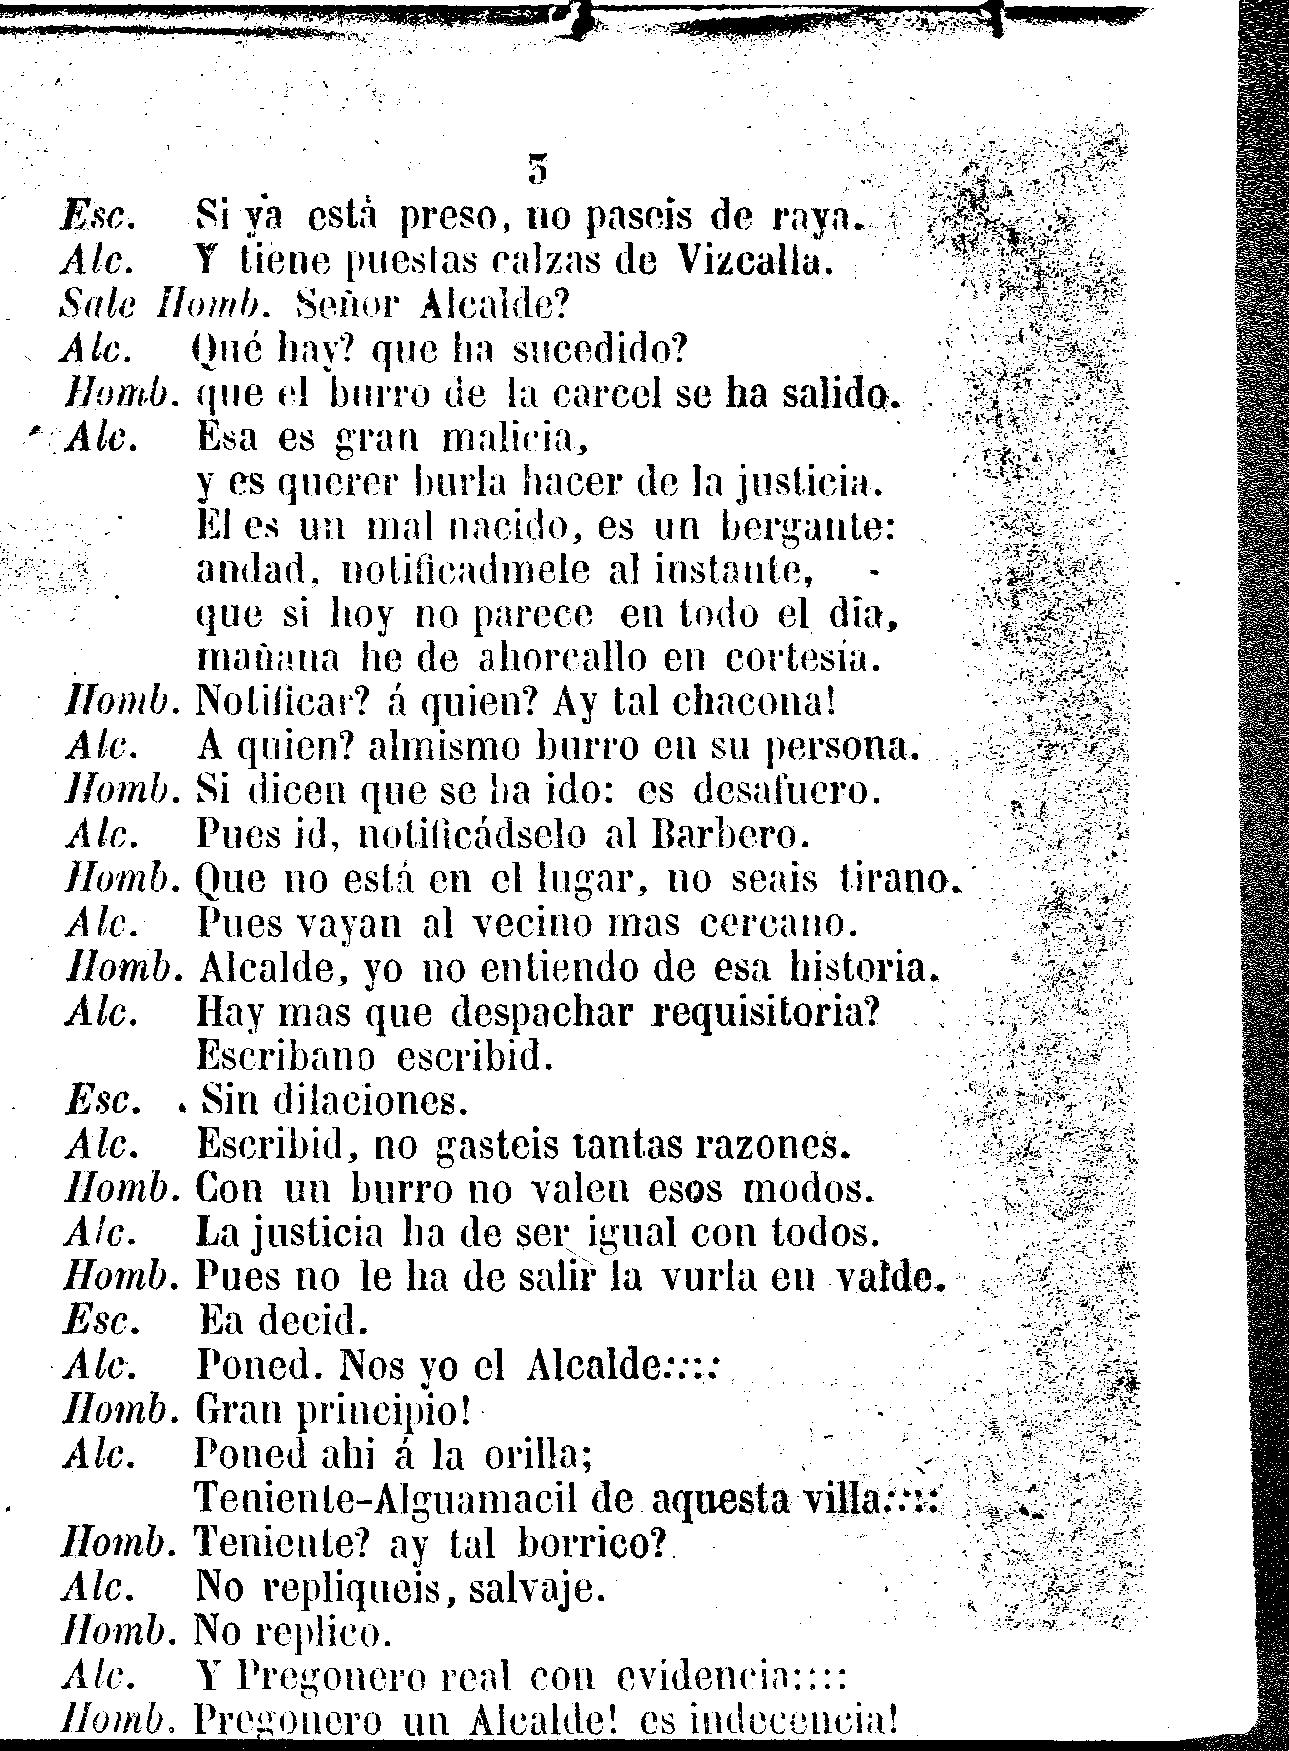 5
Esc. Si ya está preso, no paseis de raya.
Alc. Y tiene puestas calzas de Vizcalla.
Sale Homb. Señor Alcalde?
Alc. Qué hay? que ha sucedido?
Homb. que el burro de la carcel se ha salido.
Alc. Esa es gran malicia,
y es querer burla hacer de la justicia.
El es un mal nacido, es un bergante:
andad, notificadmele al instante,
que si hoy no parece en todo el dia,
mañana he de ahorcallo en cortesía.
Homb. Notificar? á quien? Ay tal chacona!
Alc. A quien? almismo burro en su persona.
Homb. Si dicen que se ha ido: es desafuero.
Alc. Pues id, notificádselo al Barbero.
Homb. Que no está en el lugar, no seais tirano.
Alc. Pues vayan al vecino mas cercano.
Homb. Alcalde, yo no entiendo de esa historia.
Alc. Hay mas que despachar requisitoria?
Escribano escribid.
Esc. Sin dilaciones.
Alc. Escribid, no gasteis tantas razones.
Homb. Con un burro no valen esos modos.
Alc. La justicia ha de ser igual con todos.
Homb. Pues no le ha de salir la vurla en valde.
Esc. Ea decid.
Alc. Poned. Nos yo el Alcalde::::
Homb. Gran principio!
Alc. Poned ahi á la orilla;
Teniente-Alguamacil de aquesta villa::::
Homb. Teniente? ay tal borrico?
Alc. No repliqueis, salvaje.
Homb. No replico.
Alc. Y Pregonero real con evidencia::::
Homb. Pregonero un Alcalde! es indecencia!